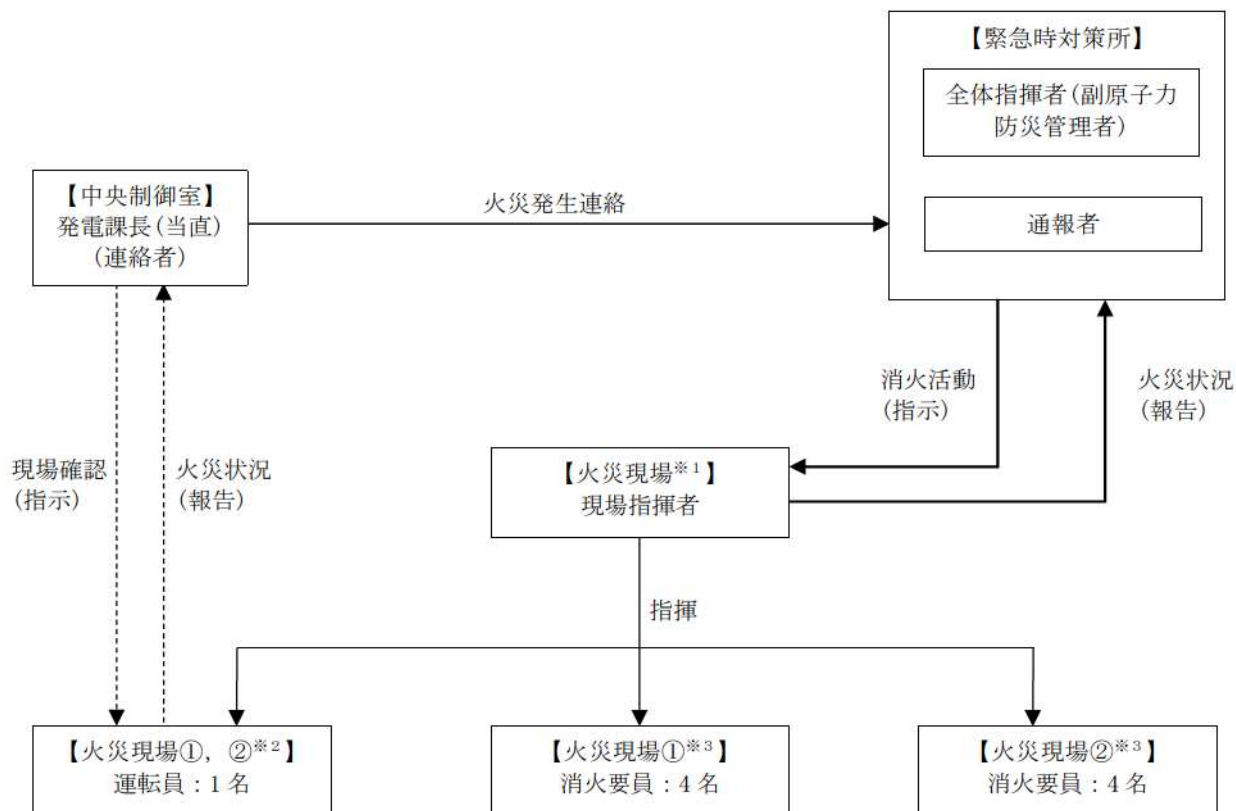 【緊急時対策所】
全体指揮者(副原子力
防災管理者)
通報者
【中央制御室】
発電課長(当直)
(連絡者)
火災発生連絡
消火活動
(指示)
火災状況
(報告)
現場確認
(指示)
火災状況
(報告)
【火災現場※1】
現場指揮者
指揮
【火災現場①，②※2】
運転員：1名
【火災現場①※3】
消火要員：4名
【火災現場②※3】
消火要員：4名